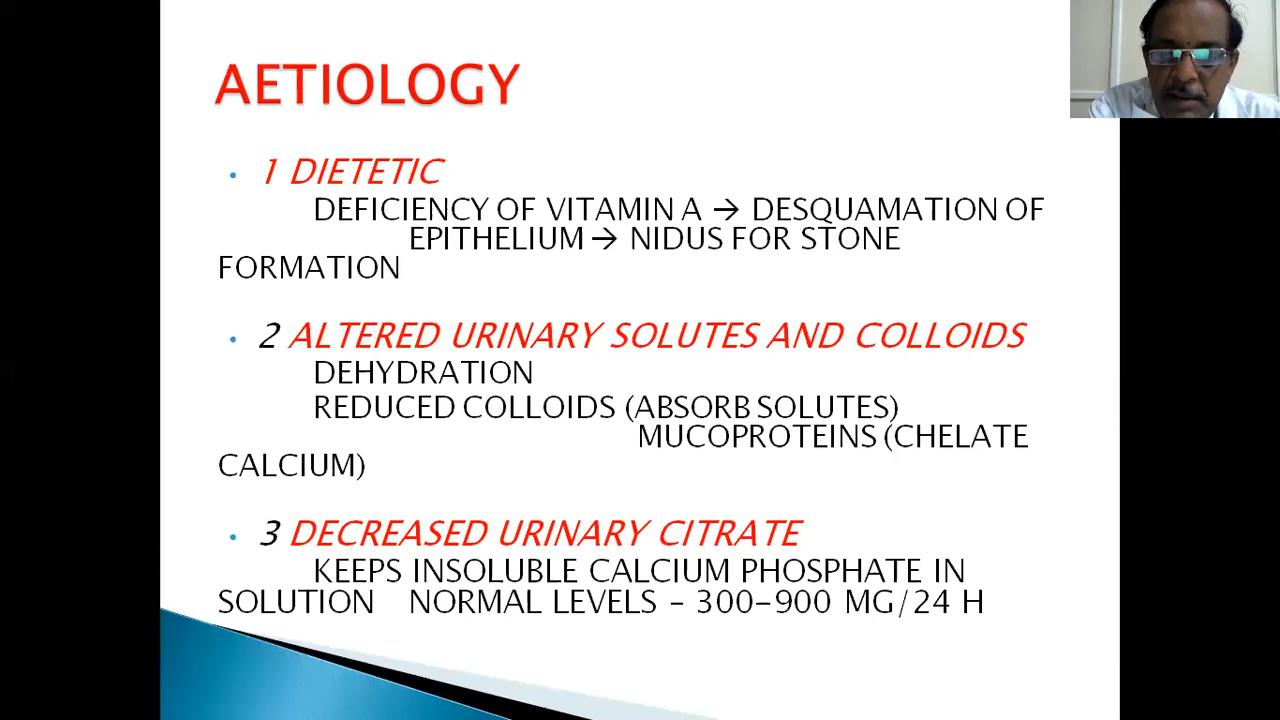 AETIOLOGY
• 1 DIETETIC
DEFICIENCY OF VITAMIN A → DESQUAMATION OF
EPITHELIUM → NIDUS FOR STONE
FORMATION
• 2 ALTERED URINARY SOLUTES AND COLLOIDS
DEHYDRATION
REDUCED COLLOIDS (ABSORB SOLUTES)
MUCOPROTEINS (CHELATE
CALCIUM)
• 3 DECREASED URINARY CITRATE
KEEPS INSOLUBLE CALCIUM PHOSPHATE IN
SOLUTION NORMAL LEVELS – 300–900 MG/24 H